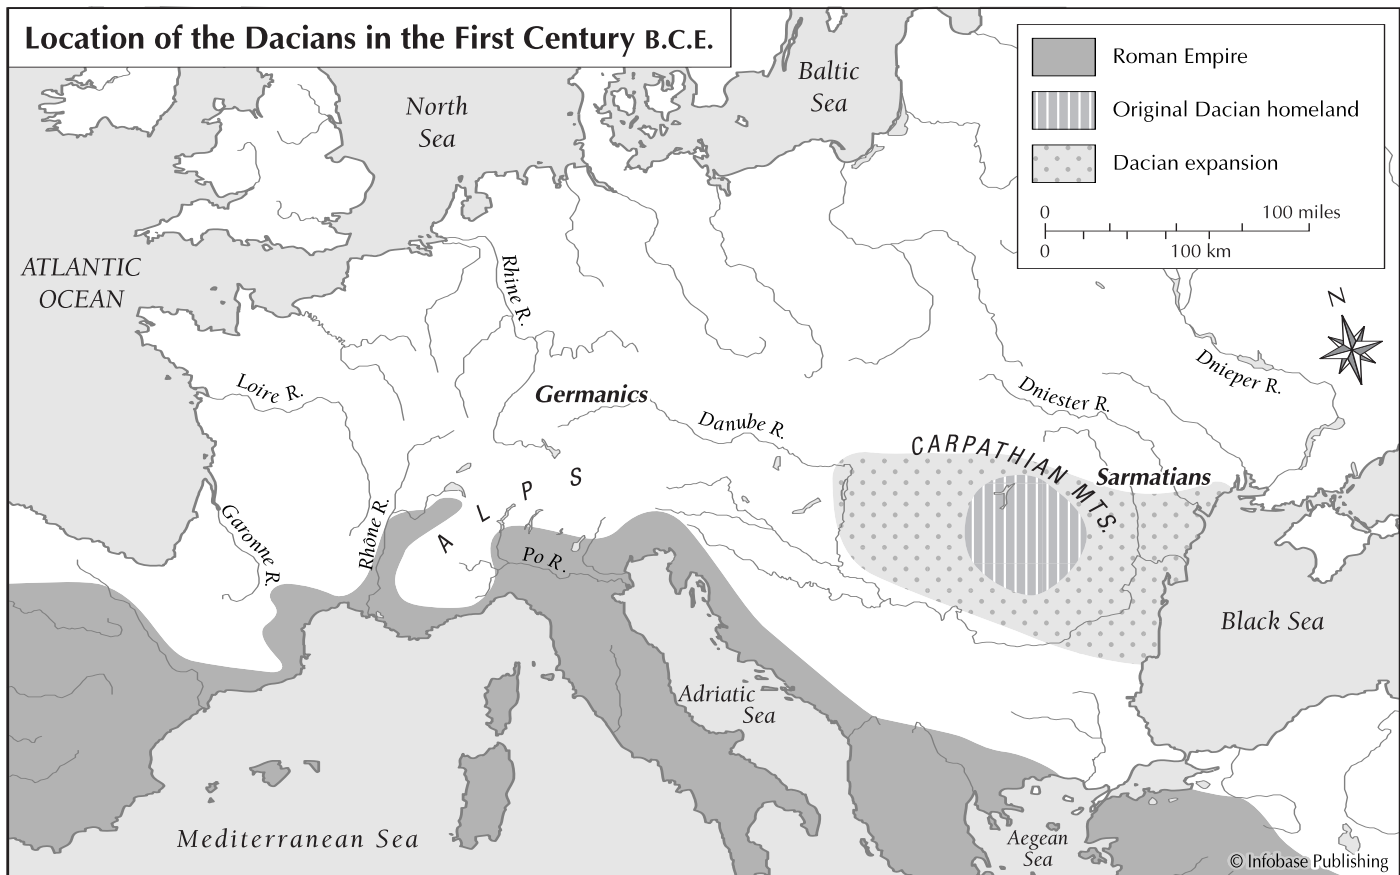 Location of the Dacians in the First Century B.C.E.
Roman Empire
Original Dacian homeland
Dacian expansion
0 100 miles
0 100 km
N
Baltic
Sea
North
Sea
ATLANTIC
OCEAN
Rhine R.
Loire R.
Germanics
Danube R.
Dniester R.
Dnieper R.
CARPATHIAN MTS.
Sarmatians
ALPS
Garonne R.
Rhône R.
Po R.
Black Sea
Adriatic
Sea
Mediterranean Sea
Aegean
Sea
© Infobase Publishing